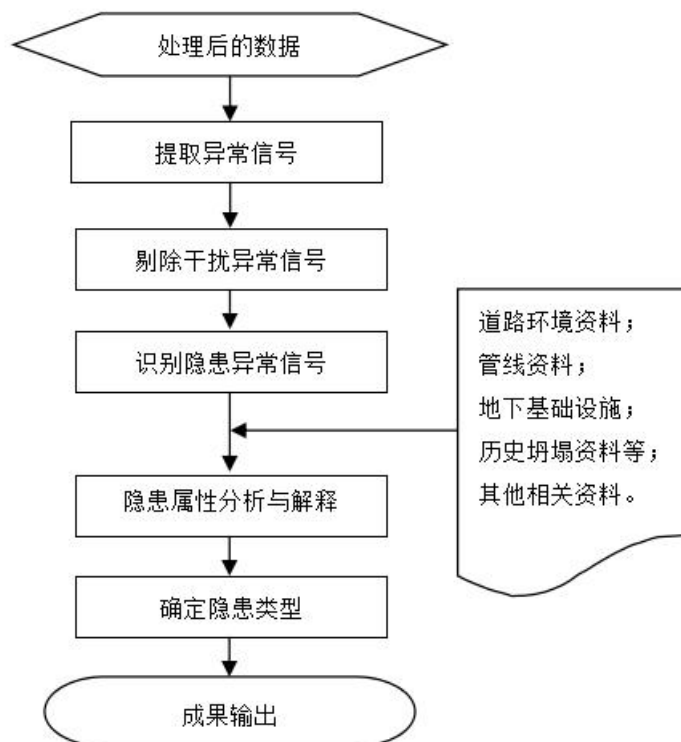 处理后的数据
提取异常信号
剔除干扰异常信号
识别隐患异常信号
道路环境资料；
管线资料；
地下基础设施；
历史坍塌资料等；
其他相关资料。
隐患属性分析与解释
确定隐患类型
成果输出